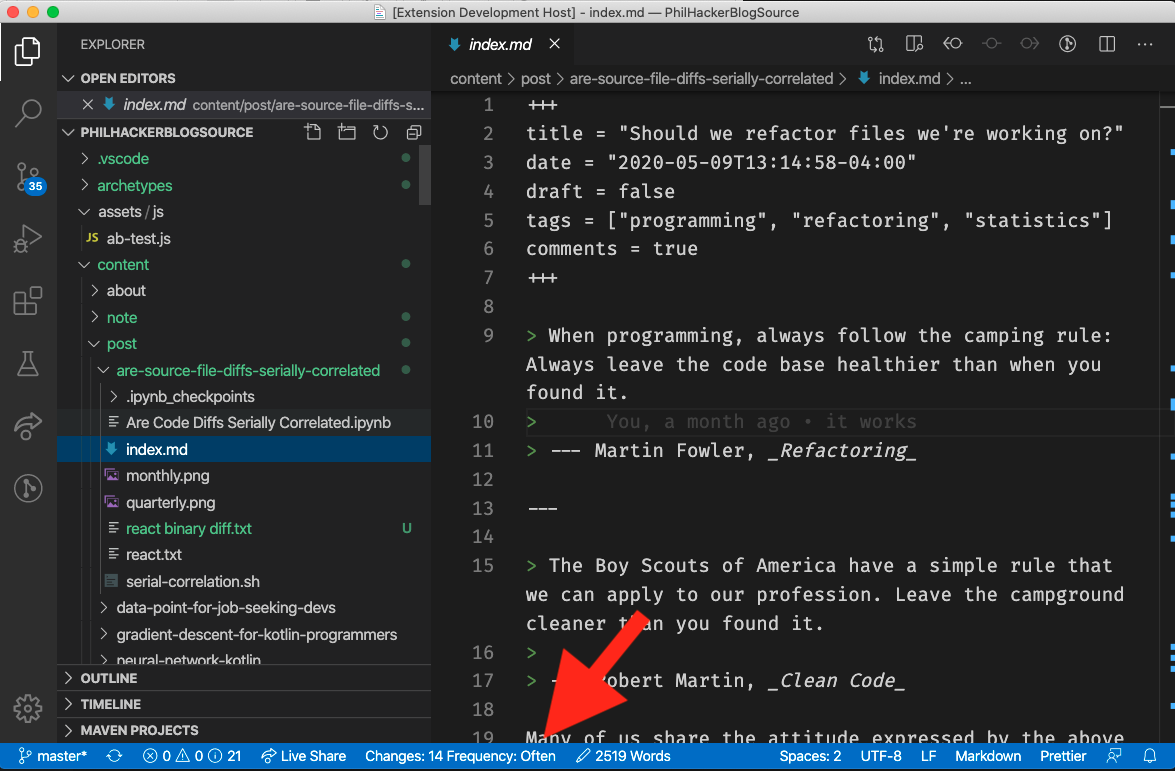 [Extension Development Host] - index.md — PhilHackerBlogSource
EXPLORER
OPEN EDITORS
index.md content/post/are-source-file-diffs-s...
PHILHACKERBLOGSOURCE
.vscode
archetypes
assets / js
JS ab-test.js
content
about
note
post
are-source-file-diffs-serially-correlated
.ipynb_checkpoints
Are Code Diffs Serially Correlated.ipynb
index.md
monthly.png
quarterly.png
react binary diff.txt U
react.txt
serial-correlation.sh
data-point-for-job-seeking-devs
gradient-descent-for-kotlin-programmers
neural-network-kotlin
OUTLINE
TIMELINE
MAVEN PROJECTS
35
index.md
content > post > are-source-file-diffs-serially-correlated > index.md > ...
1 +++
2 title = "Should we refactor files we're working on?"
3 date = "2020-05-09T13:14:58-04:00"
4 draft = false
5 tags = ["programming", "refactoring", "statistics"]
6 comments = true
7 +++
8
9 > When programming, always follow the camping rule:
Always leave the code base healthier than when you
found it.
10 > You, a month ago • it works
11 > --- Martin Fowler, _Refactoring_
12
13 ---
14
15 > The Boy Scouts of America have a simple rule that
we can apply to our profession. Leave the campground
cleaner than you found it.
16 >
17 > Robert Martin, _Clean Code_
18
19 Many of us share the attitude expressed by the above
master* 0 0 21 Live Share Changes: 14 Frequency: Often 2519 Words Spaces: 2 UTF-8 LF Markdown Prettier